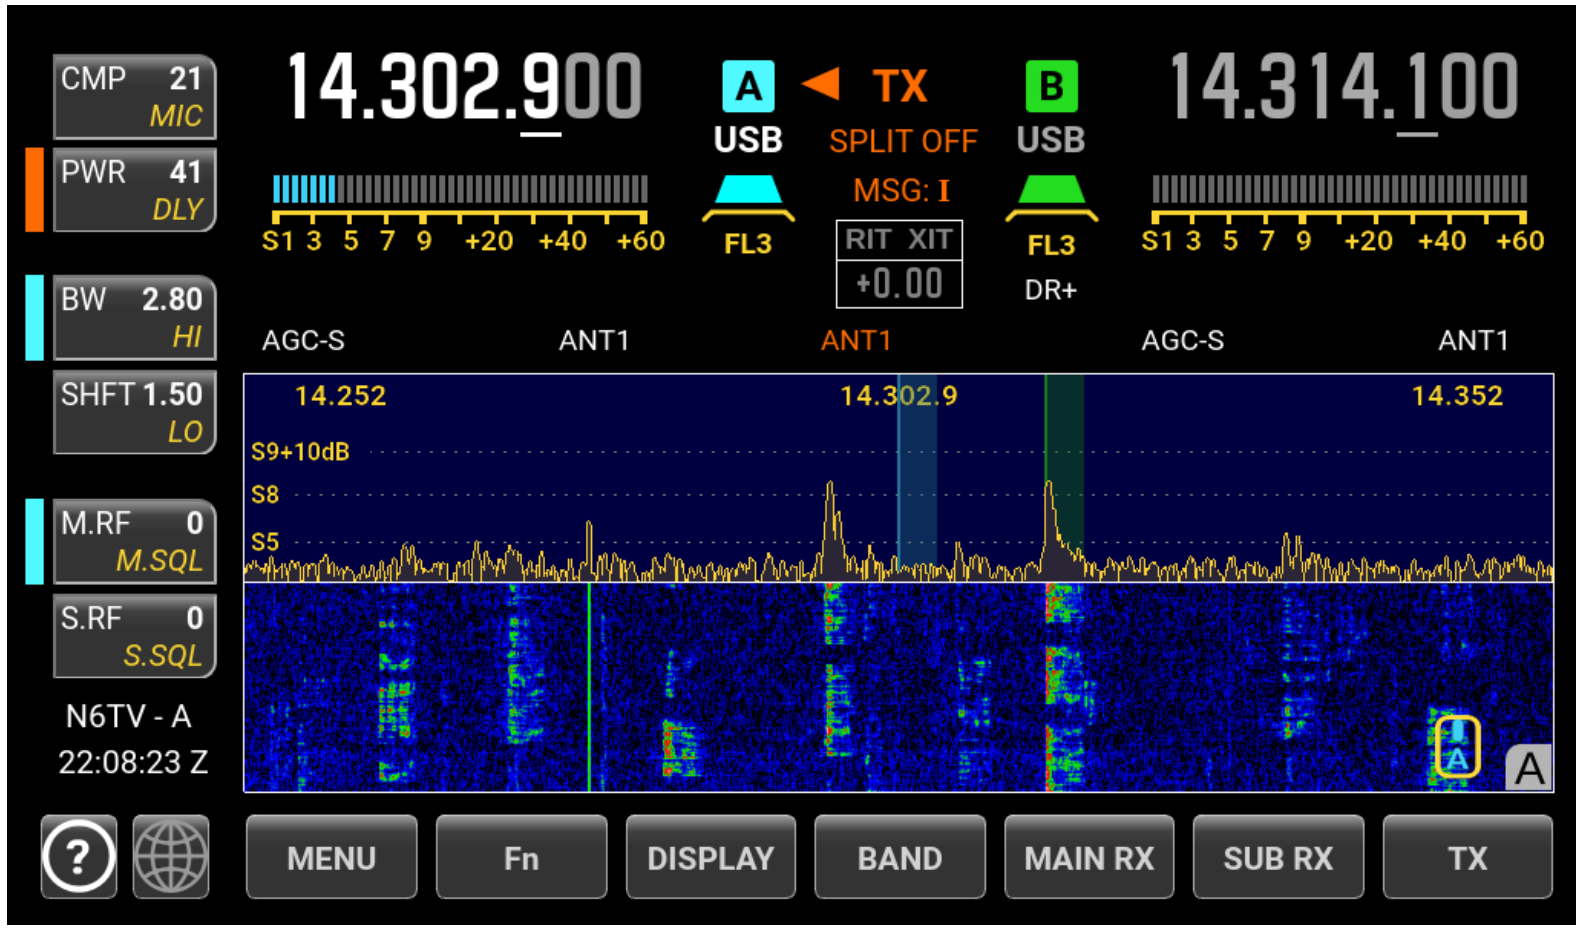 CMP 21
MIC
PWR 41
DLY
BW 2.80
HI
SHFT 1.50
LO
M.RF 0
M.SQL
S.RF 0
S.SQL
N6TV - A
22:08:23 Z
14.302.900
A
TX
B
14.314.100
USB
SPLIT OFF
USB
MSG: I
S1 3 5 7 9 +20 +40 +60
FL3
RIT XIT
+0.00
FL3
DR+
S1 3 5 7 9 +20 +40 +60
AGC-S
ANT1
ANT1
AGC-S
ANT1
14.252
14.302.9
14.352
S9+10dB
S8
S5
A
A
?
MENU
Fn
DISPLAY
BAND
MAIN RX
SUB RX
TX